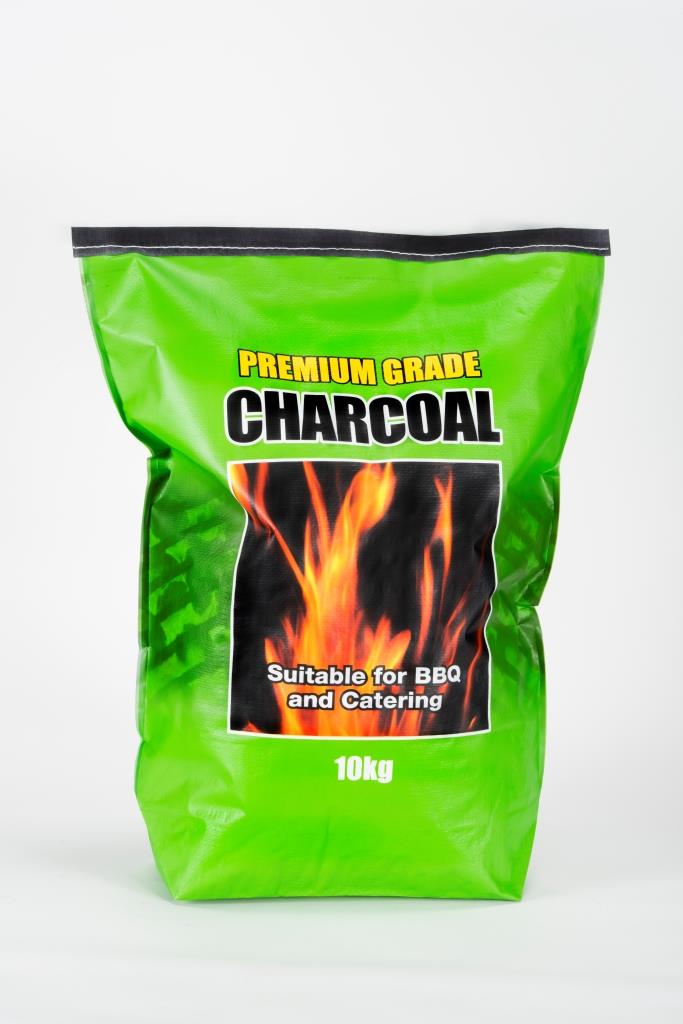 PREMIUM GRADE
CHARCOAL
Suitable for BBQ
and Catering
10kg